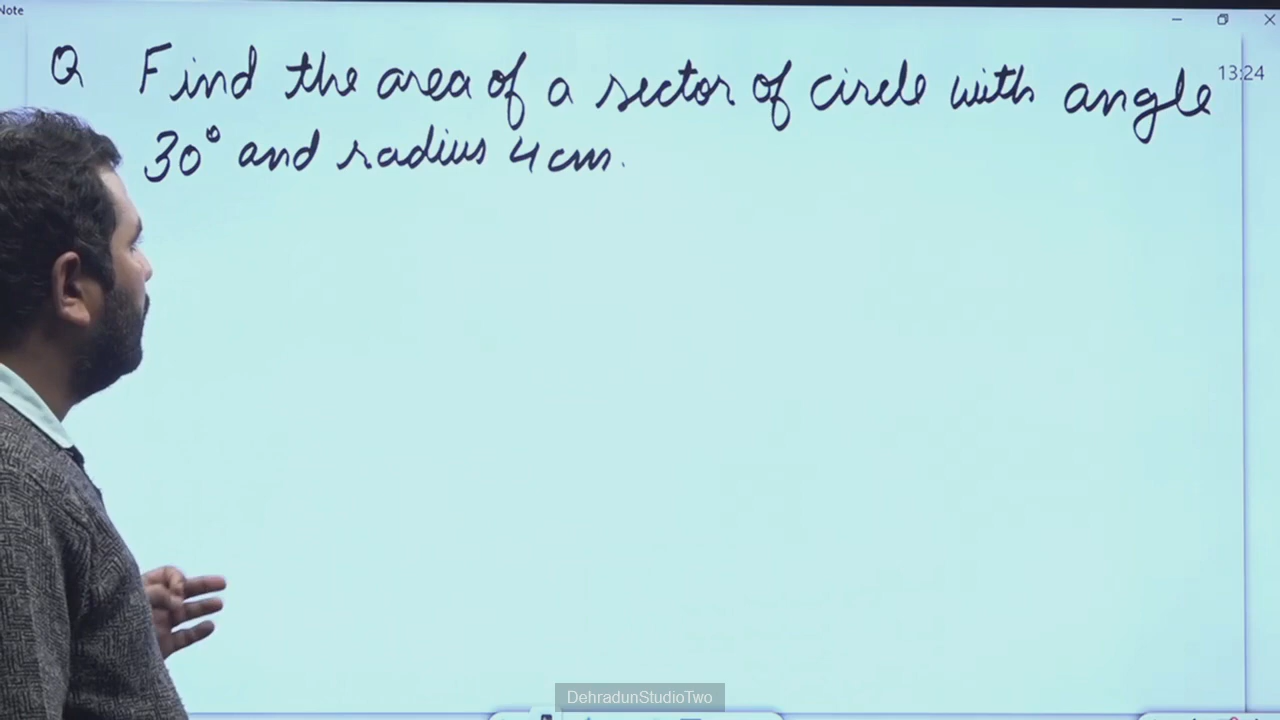 Note
13:24
Q Find the area of a sector of circle with angle
30° and radius 4 cm.
DehradunStudioTwo